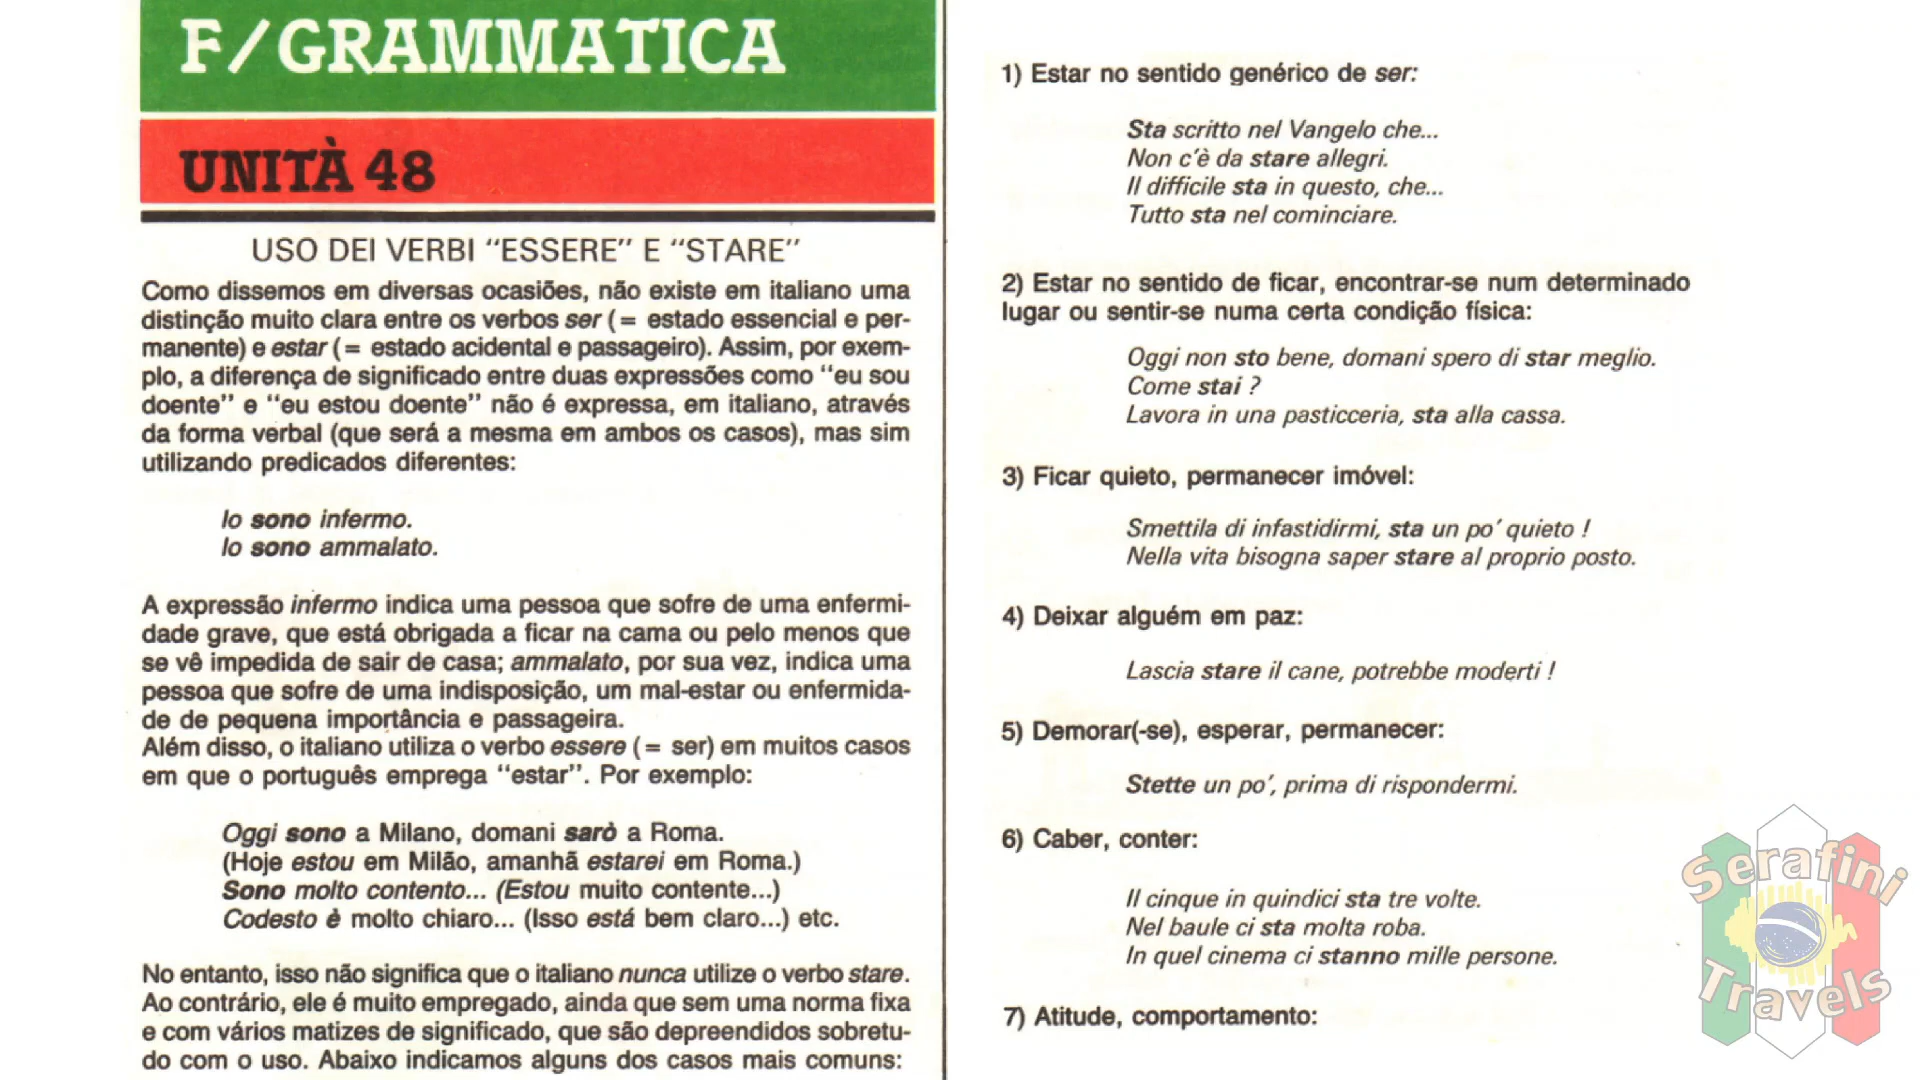 F/GRAMMATICA
UNITÀ 48
USO DEI VERBI “ESSERE” E “STARE”
Como dissemos em diversas ocasiões, não existe em italiano uma
distinção muito clara entre os verbos ser (= estado essencial e per-
manente) e estar (= estado acidental e passageiro). Assim, por exem-
plo, a diferença de significado entre duas expressões como “eu sou
doente” e “eu estou doente” não é expressa, em italiano, através
da forma verbal (que será a mesma em ambos os casos), mas sim
utilizando predicados diferentes:
Io sono infermo.
Io sono ammalato.
A expressão infermo indica uma pessoa que sofre de uma enfermi-
dade grave, que está obrigada a ficar na cama ou pelo menos que
se vê impedida de sair de casa; ammalato, por sua vez, indica uma
pessoa que sofre de uma indisposição, um mal-estar ou enfermida-
de de pequena importância e passageira.
Além disso, o italiano utiliza o verbo essere (= ser) em muitos casos
em que o português emprega “estar”. Por exemplo:
Oggi sono a Milano, domani sarò a Roma.
(Hoje estou em Milão, amanhã estarei em Roma.)
Sono molto contento... (Estou muito contente...)
Codesto è molto chiaro... (Isso está bem claro...) etc.
No entanto, isso não significa que o italiano nunca utilize o verbo stare.
Ao contrário, ele é muito empregado, ainda que sem uma norma fixa
e com vários matizes de significado, que são depreendidos sobretu-
do com o uso. Abaixo indicamos alguns dos casos mais comuns:
1) Estar no sentido genérico de ser:
Sta scritto nel Vangelo che...
Non c’è da stare allegri.
Il difficile sta in questo, che...
Tutto sta nel cominciare.
2) Estar no sentido de ficar, encontrar-se num determinado
lugar ou sentir-se numa certa condição física:
Oggi non sto bene, domani spero di star meglio.
Come stai ?
Lavora in una pasticceria, sta alla cassa.
3) Ficar quieto, permanecer imóvel:
Smettila di infastidirmi, sta un po’ quieto !
Nella vita bisogna saper stare al proprio posto.
4) Deixar alguém em paz:
Lascia stare il cane, potrebbe moderti !
5) Demorar(-se), esperar, permanecer:
Stette un po’, prima di rispondermi.
6) Caber, conter:
Il cinque in quindici sta tre volte.
Nel baule ci sta molta roba.
In quel cinema ci stanno mille persone.
7) Atitude, comportamento:
Serafini
Travels